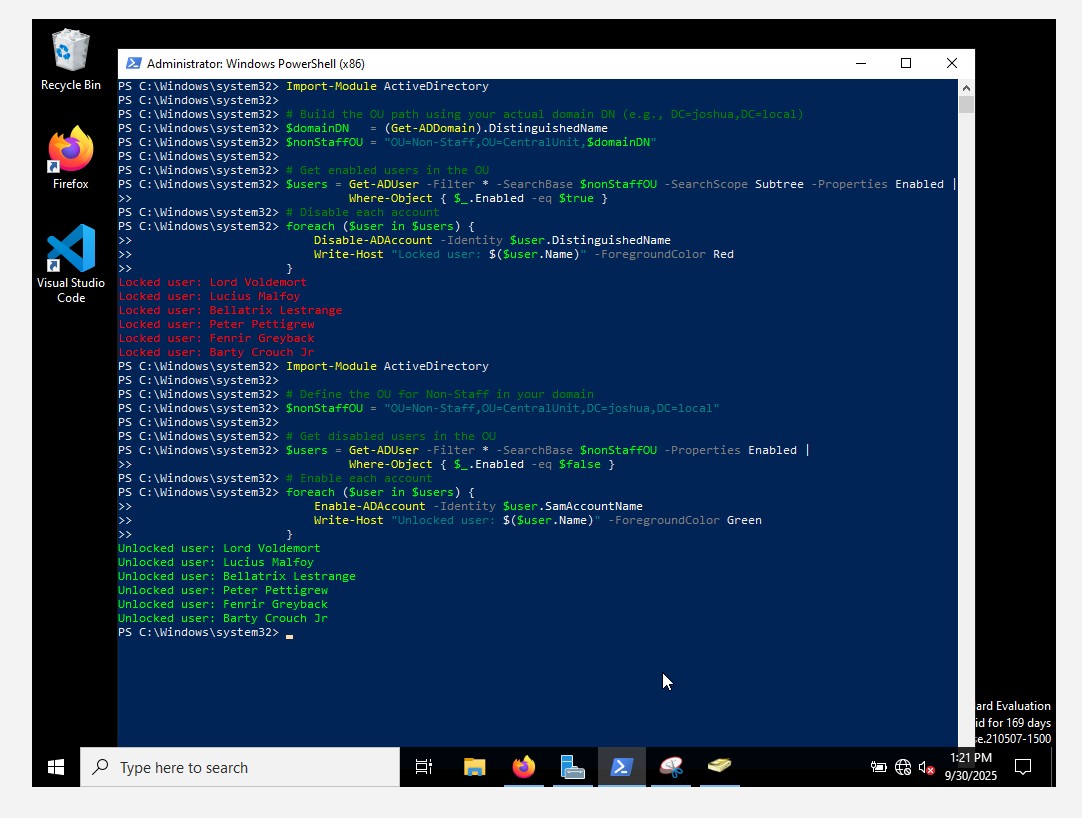 Recycle Bin
Firefox
Visual Studio
Code
Administrator: Windows PowerShell (x86)
PS C:\Windows\system32> Import-Module ActiveDirectory
PS C:\Windows\system32>
PS C:\Windows\system32> # Build the OU path using your actual domain DN (e.g., DC=joshua,DC=local)
PS C:\Windows\system32> $domainDN   = (Get-ADDomain).DistinguishedName
PS C:\Windows\system32> $nonStaffOU = "OU=Non-Staff,OU=CentralUnit,$domainDN"
PS C:\Windows\system32>
PS C:\Windows\system32> # Get enabled users in the OU
PS C:\Windows\system32> $users = Get-ADUser -Filter * -SearchBase $nonStaffOU -SearchScope Subtree -Properties Enabled |
>>                               Where-Object { $_.Enabled -eq $true }
PS C:\Windows\system32> # Disable each account
PS C:\Windows\system32> foreach ($user in $users) {
>>                          Disable-ADAccount -Identity $user.DistinguishedName
>>                          Write-Host "Locked user: $($user.Name)" -ForegroundColor Red
>>                      }
Locked user: Lord Voldemort
Locked user: Lucius Malfoy
Locked user: Bellatrix Lestrange
Locked user: Peter Pettigrew
Locked user: Fenrir Greyback
Locked user: Barty Crouch Jr
PS C:\Windows\system32> Import-Module ActiveDirectory
PS C:\Windows\system32>
PS C:\Windows\system32> # Define the OU for Non-Staff in your domain
PS C:\Windows\system32> $nonStaffOU = "OU=Non-Staff,OU=CentralUnit,DC=joshua,DC=local"
PS C:\Windows\system32>
PS C:\Windows\system32> # Get disabled users in the OU
PS C:\Windows\system32> $users = Get-ADUser -Filter * -SearchBase $nonStaffOU -Properties Enabled |
>>                               Where-Object { $_.Enabled -eq $false }
PS C:\Windows\system32> # Enable each account
PS C:\Windows\system32> foreach ($user in $users) {
>>                          Enable-ADAccount -Identity $user.SamAccountName
>>                          Write-Host "Unlocked user: $($user.Name)" -ForegroundColor Green
>>                      }
Unlocked user: Lord Voldemort
Unlocked user: Lucius Malfoy
Unlocked user: Bellatrix Lestrange
Unlocked user: Peter Pettigrew
Unlocked user: Fenrir Greyback
Unlocked user: Barty Crouch Jr
PS C:\Windows\system32>
ard Evaluation
id for 169 days
se.210507-1500
Type here to search
1:21 PM
9/30/2025